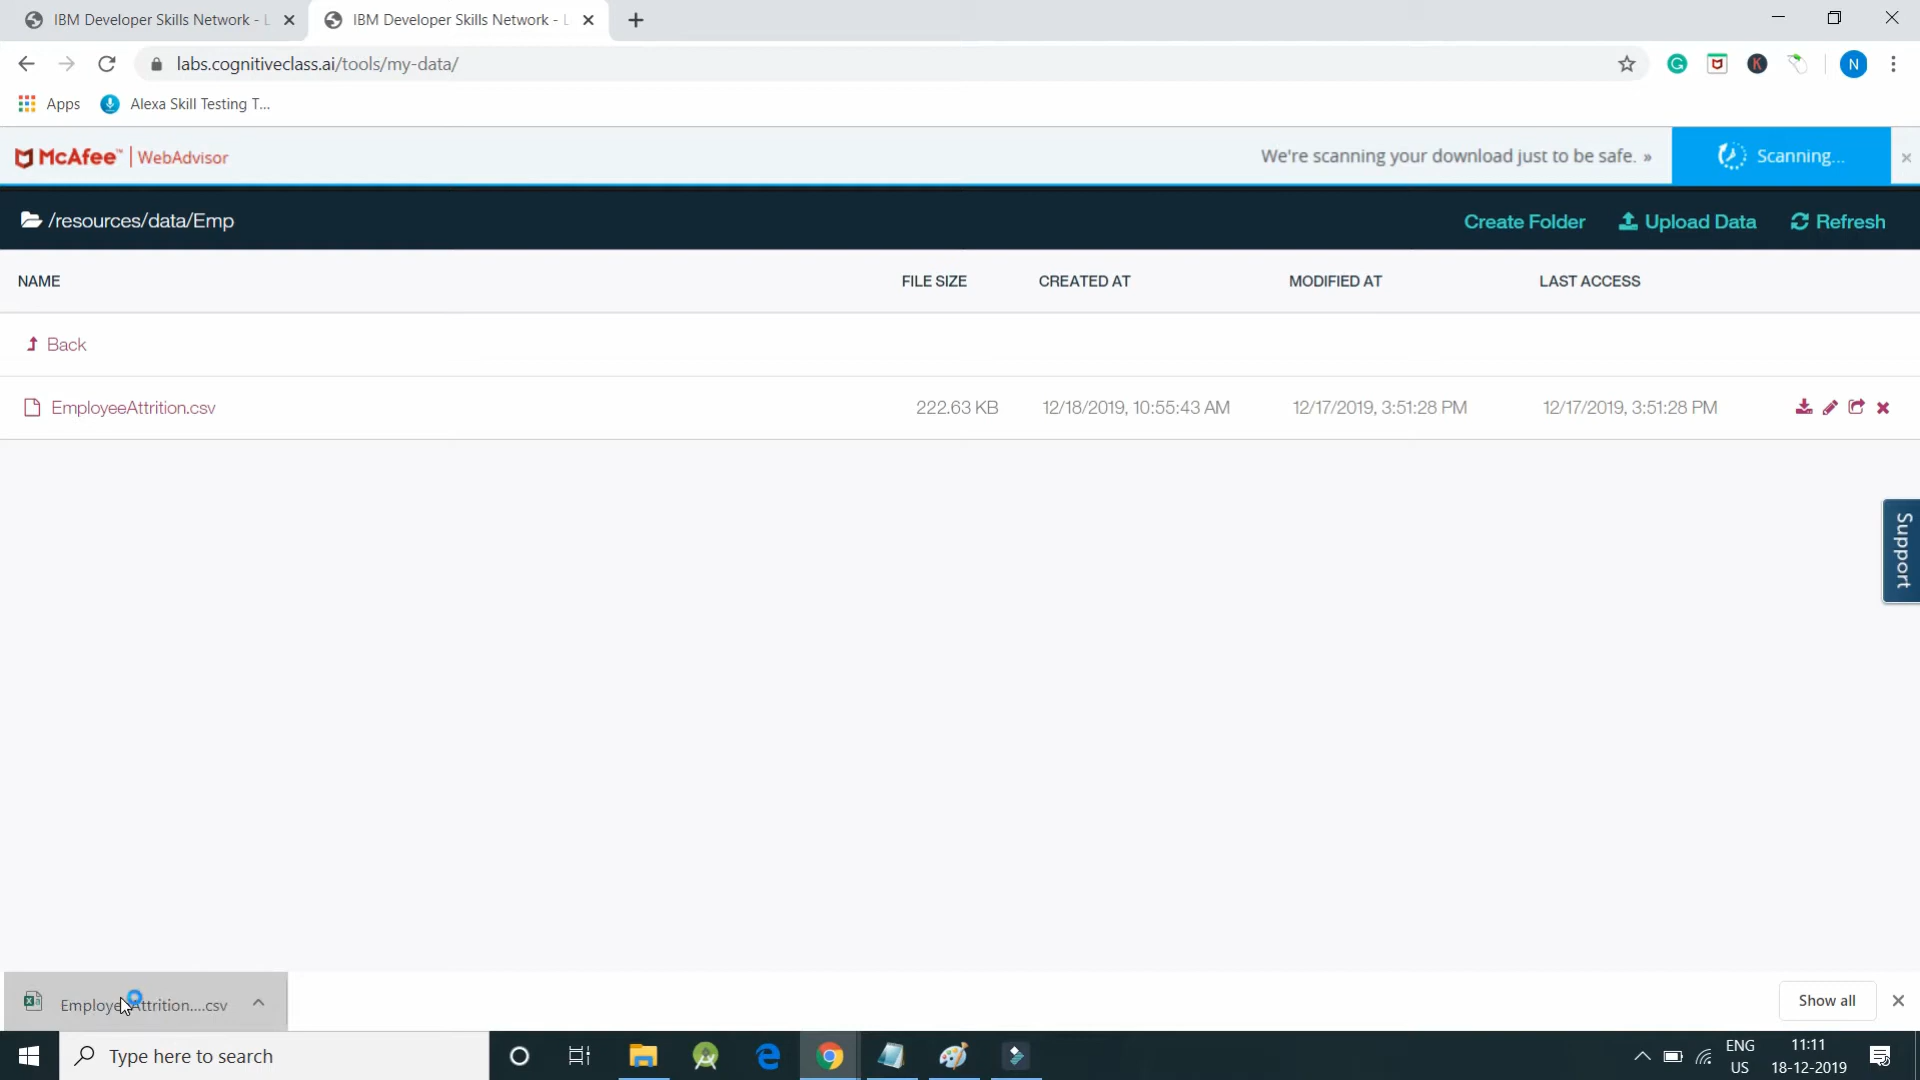 IBM Developer Skills Network - L
IBM Developer Skills Network - L
labs.cognitiveclass.ai/tools/my-data/
N
Apps
Alexa Skill Testing T...
McAfee™ | WebAdvisor
We're scanning your download just to be safe. »
Scanning...
/resources/data/Emp
Create Folder
Upload Data
Refresh
NAME
FILE SIZE
CREATED AT
MODIFIED AT
LAST ACCESS
Back
EmployeeAttrition.csv
222.63 KB
12/18/2019, 10:55:43 AM
12/17/2019, 3:51:28 PM
12/17/2019, 3:51:28 PM
Support
EmployeeAttrition....csv
Show all
Type here to search
ENG
US
11:11
18-12-2019